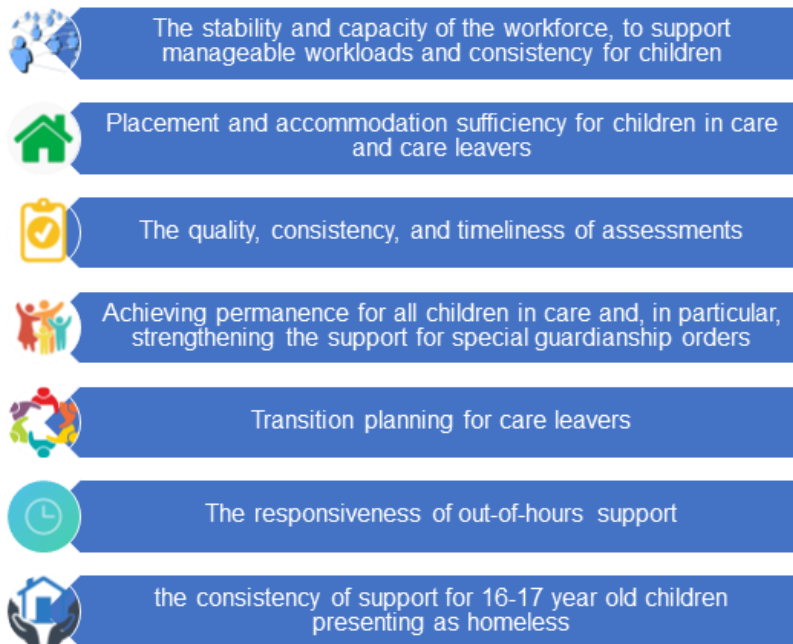 The stability and capacity of the workforce, to support
manageable workloads and consistency for children
Placement and accommodation sufficiency for children in care
and care leavers
The quality, consistency, and timeliness of assessments
Achieving permanence for all children in care and, in particular,
strengthening the support for special guardianship orders
Transition planning for care leavers
The responsiveness of out-of-hours support
the consistency of support for 16-17 year old children
presenting as homeless